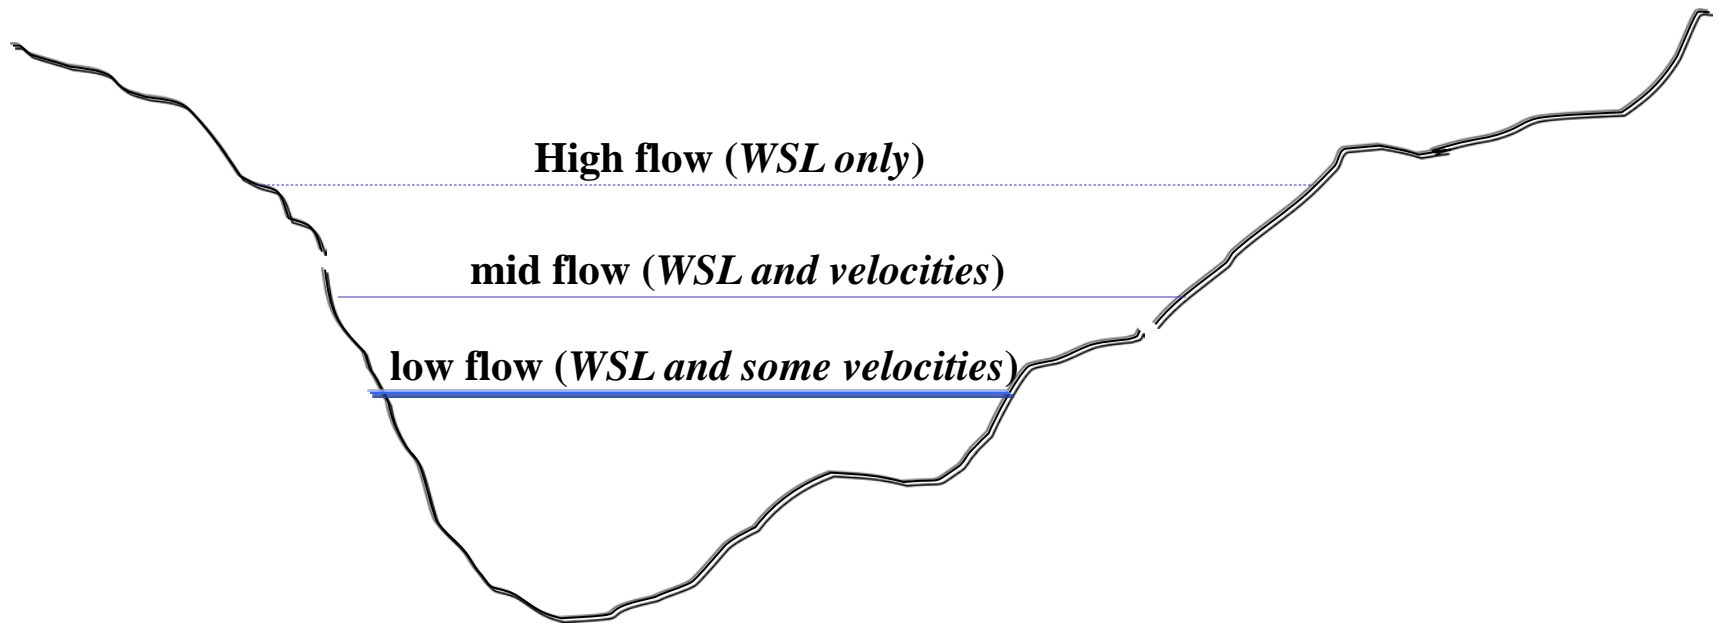 High flow (WSL only)
mid flow (WSL and velocities)
low flow (WSL and some velocities)